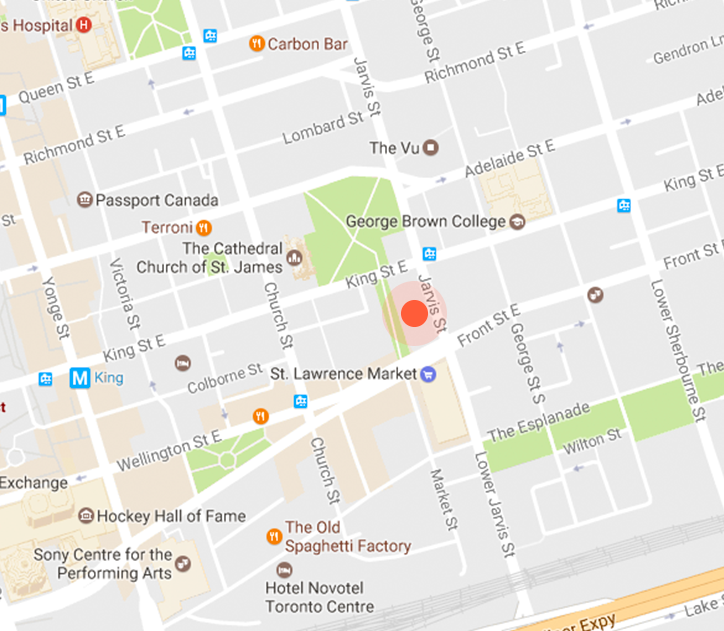 s Hospital
H
Carbon Bar
George St
Gendron Ln
Jarvis St
Richmond St E
Queen St E
Richmond St E
Lombard St
The Vu
Adelaide St E
King St E
Passport Canada
Terroni
George Brown College
The Cathedral
Church of St. James
St
King St E
Front St E
Jarvis St
Yonge St
Victoria St
Church St
King St E
Front St E
George St S
Lower Sherbourne St
M King
Colborne St
St. Lawrence Market
The
The Esplanade
Wilton St
Wellington St E
Exchange
Church St
Market St
Lower Jarvis St
Hockey Hall of Fame
The Old
Spaghetti Factory
Sony Centre for the
Performing Arts
Hotel Novotel
Toronto Centre
Expy
Lake S